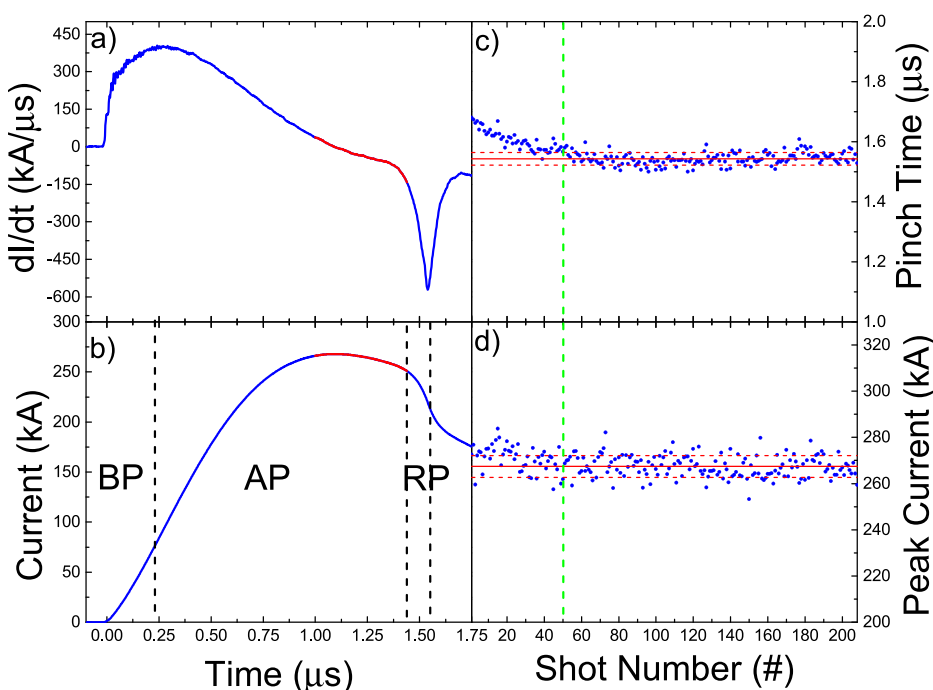 a)
dI/dt (kA/μs)
450
300
150
0
-150
-300
-450
-600
c)
2.0
1.8
1.6
1.4
1.2
1.0
Pinch Time (μs)
b)
Current (kA)
300
250
200
150
100
50
0
BP
AP
RP
0.00 0.25 0.50 0.75 1.00 1.25 1.50 1.75
Time (μs)
d)
320
300
280
260
240
220
200
Peak Current (kA)
20 40 60 80 100 120 140 160 180 200
Shot Number (#)